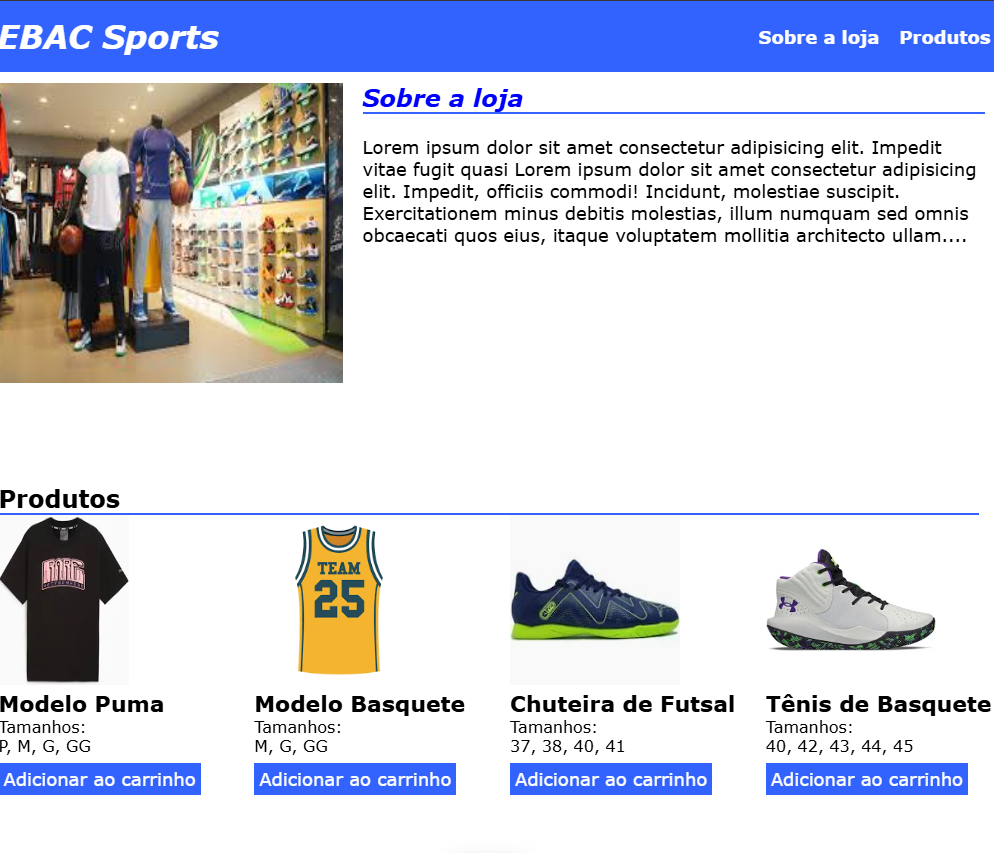 EBAC Sports
Sobre a loja Produtos
Sobre a loja
Lorem ipsum dolor sit amet consectetur adipisicing elit. Impedit
vitae fugit quasi Lorem ipsum dolor sit amet consectetur adipisicing
elit. Impedit, officiis commodi! Incidunt, molestiae suscipit.
Exercitationem minus debitis molestias, illum numquam sed omnis
obcaecati quos eius, itaque voluptatem mollitia architecto ullam....
Produtos
TEAM
25
Modelo Puma
Tamanhos:
P, M, G, GG
Adicionar ao carrinho
Modelo Basquete
Tamanhos:
M, G, GG
Adicionar ao carrinho
Chuteira de Futsal
Tamanhos:
37, 38, 40, 41
Adicionar ao carrinho
Tênis de Basquete
Tamanhos:
40, 42, 43, 44, 45
Adicionar ao carrinho